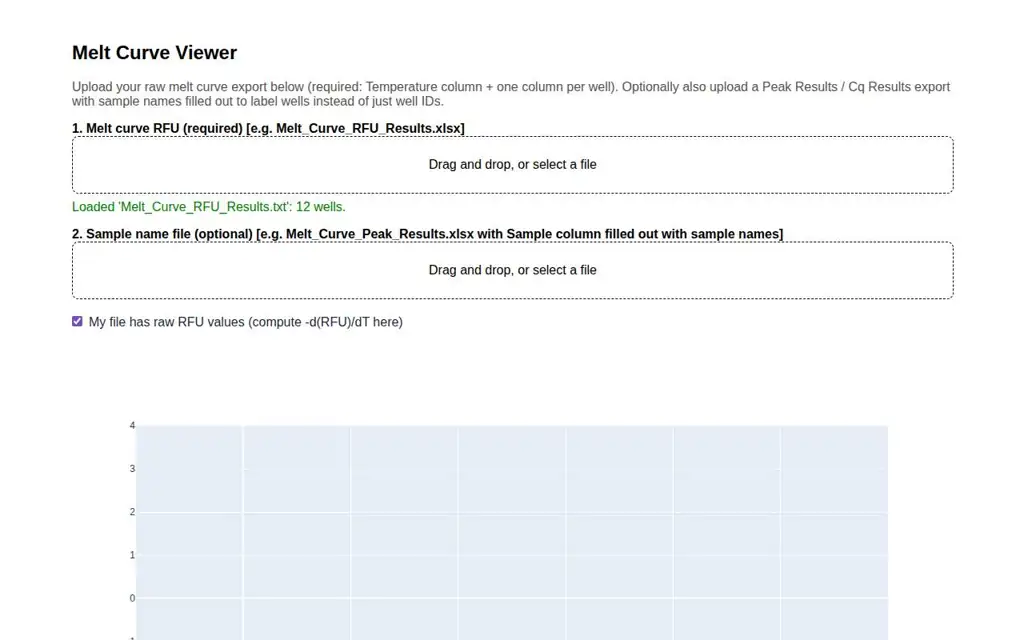 Melt Curve Viewer
Upload your raw melt curve export below (required: Temperature column + one column per well). Optionally also upload a Peak Results / Cq Results export
with sample names filled out to label wells instead of just well IDs.
1. Melt curve RFU (required) [e.g. Melt_Curve_RFU_Results.xlsx]
Drag and drop, or select a file
Loaded 'Melt_Curve_RFU_Results.txt': 12 wells.
2. Sample name file (optional) [e.g. Melt_Curve_Peak_Results.xlsx with Sample column filled out with sample names]
Drag and drop, or select a file
My file has raw RFU values (compute -d(RFU)/dT here)
4
3
2
1
0